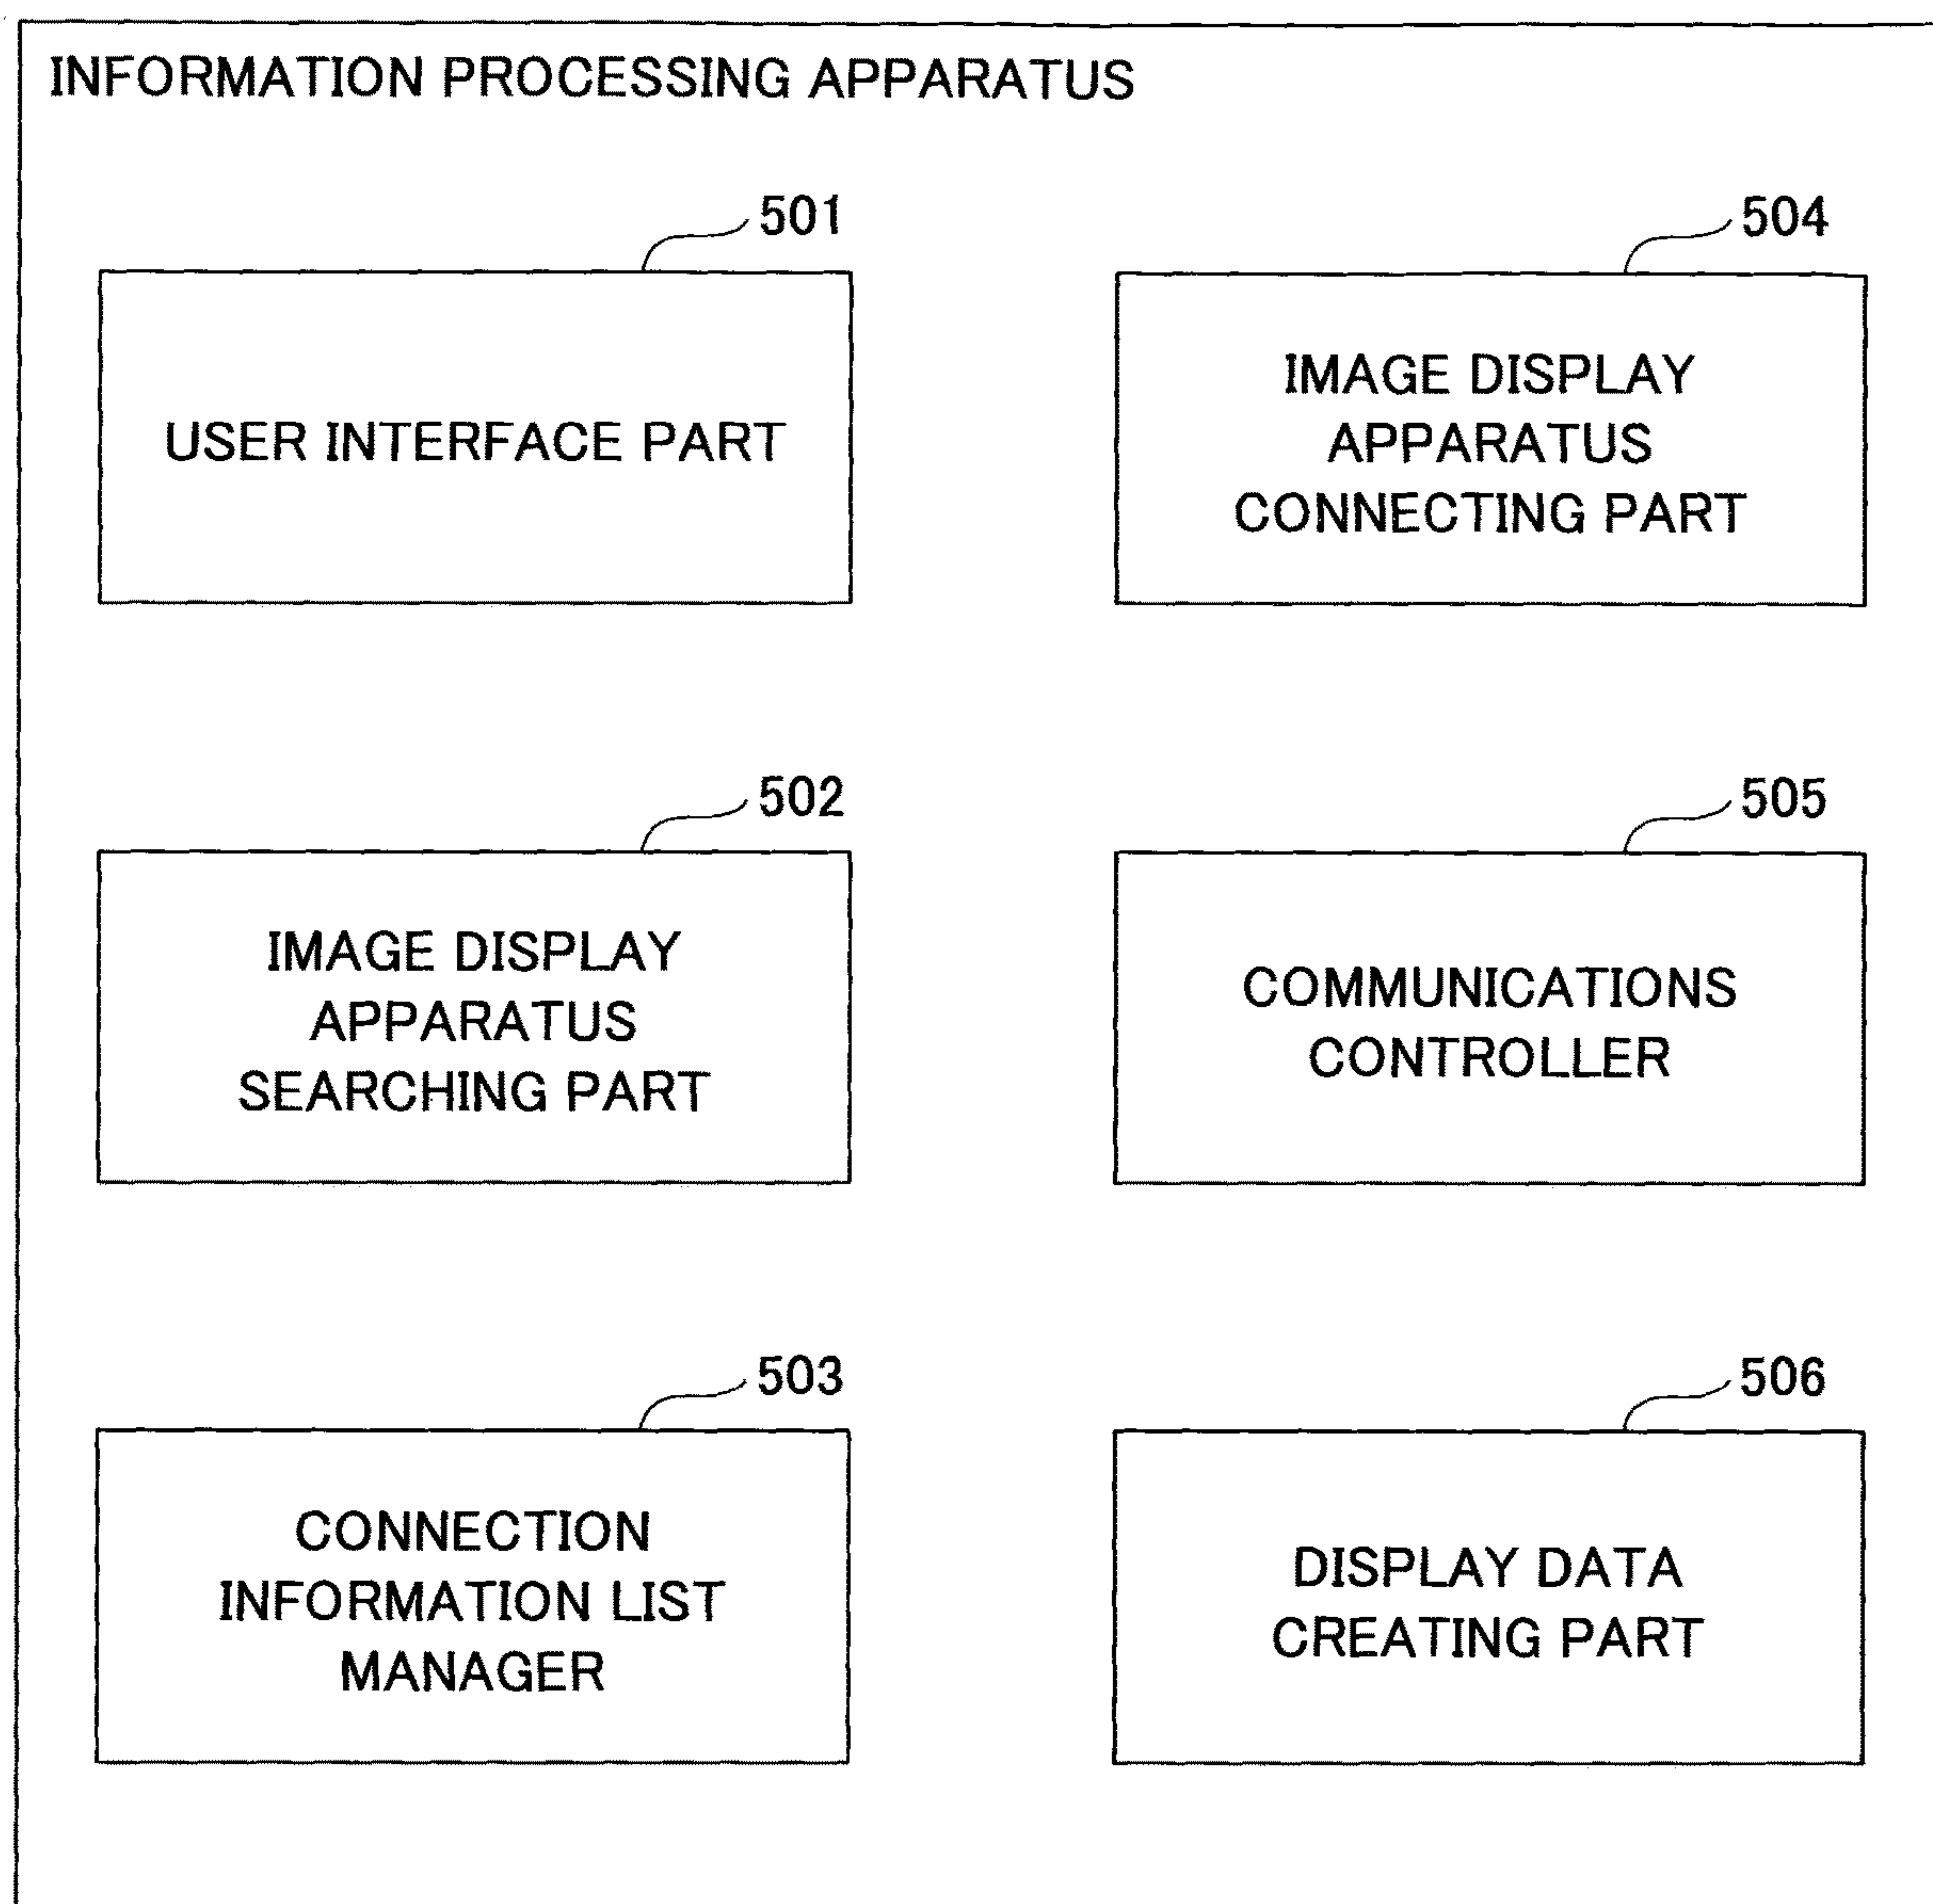 INFORMATION PROCESSING APPARATUS
501
USER INTERFACE PART
504
IMAGE DISPLAY
APPARATUS
CONNECTING PART
502
IMAGE DISPLAY
APPARATUS
SEARCHING PART
505
COMMUNICATIONS
CONTROLLER
503
CONNECTION
INFORMATION LIST
MANAGER
506
DISPLAY DATA
CREATING PART